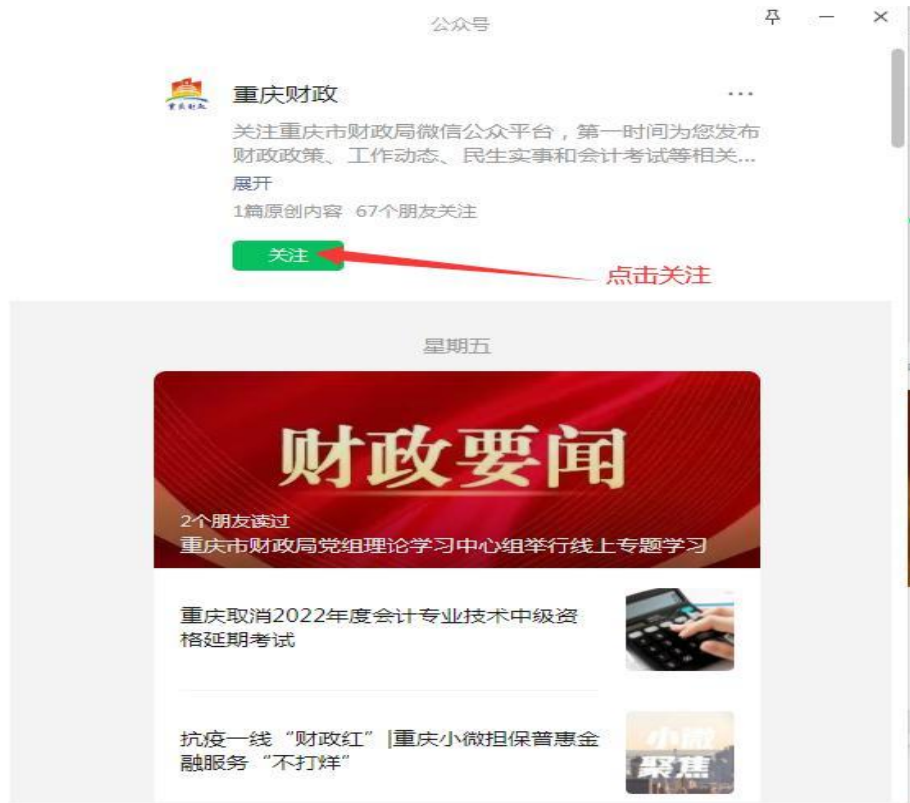 公众号
重庆财政
重庆财政
···
关注重庆市财政局微信公众平台，第一时间为您发布
财政政策、工作动态、民生实事和会计考试等相关...
展开
1篇原创内容 67个朋友关注
关注
点击关注
星期五
财政要闻
2个朋友读过
重庆市财政局党组理论学习中心组举行线上专题学习
重庆取消2022年度会计专业技术中级资
格延期考试
抗疫一线“财政红”|重庆小微担保普惠金
融服务“不打烊”
小微
聚焦